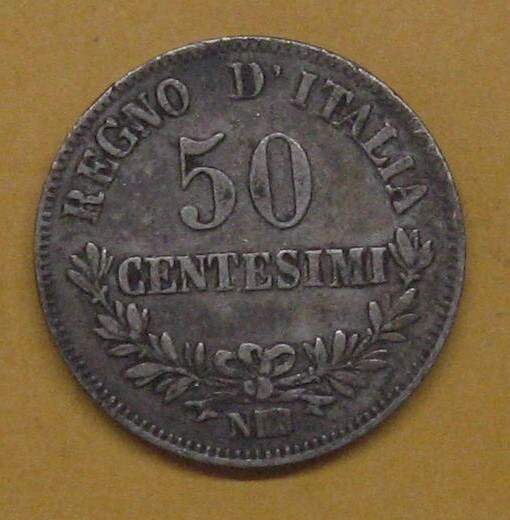 REGNO D'ITALIA
50
CENTESIMI
N